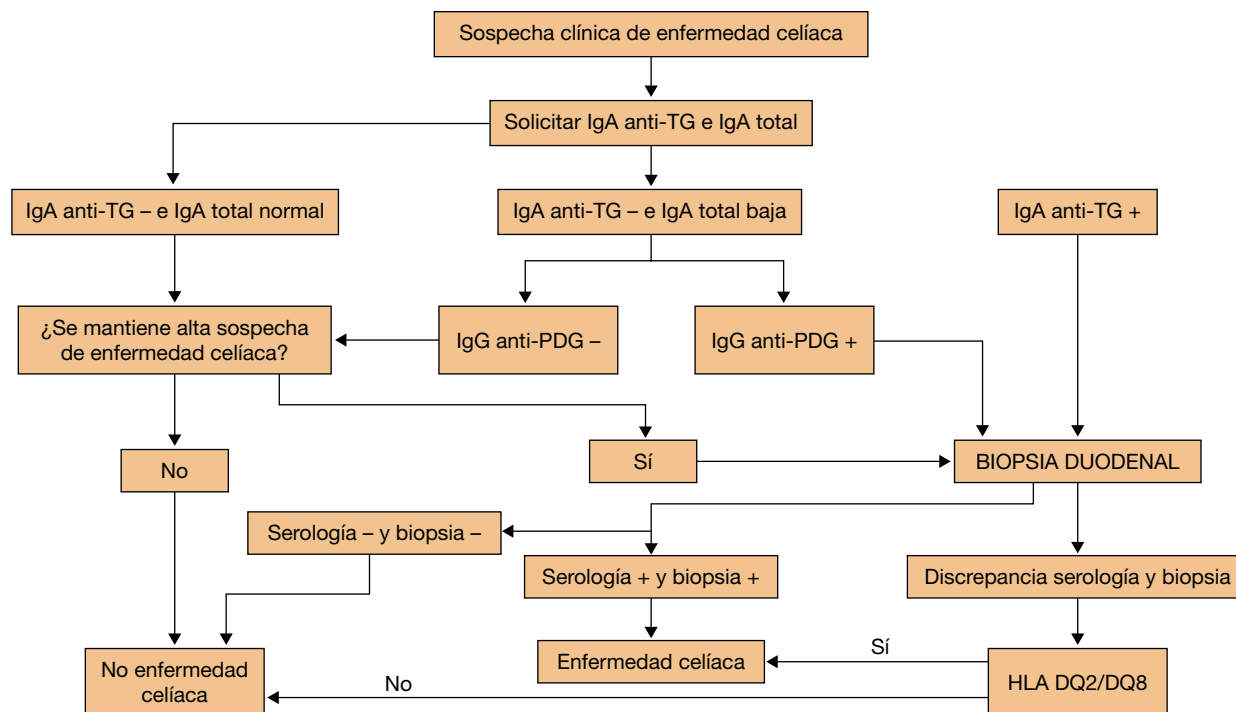 Sospecha clínica de enfermedad celíaca
Solicitar IgA anti-TG e IgA total
IgA anti-TG – e IgA total normal
IgA anti-TG – e IgA total baja
IgA anti-TG +
¿Se mantiene alta sospecha
de enfermedad celíaca?
IgG anti-PDG –
IgG anti-PDG +
No
Sí
BIOPSIA DUODENAL
Serología – y biopsia –
Serología + y biopsia +
Discrepancia serología y biopsia
No enfermedad
celíaca
Enfermedad celíaca
Sí
No
HLA DQ2/DQ8